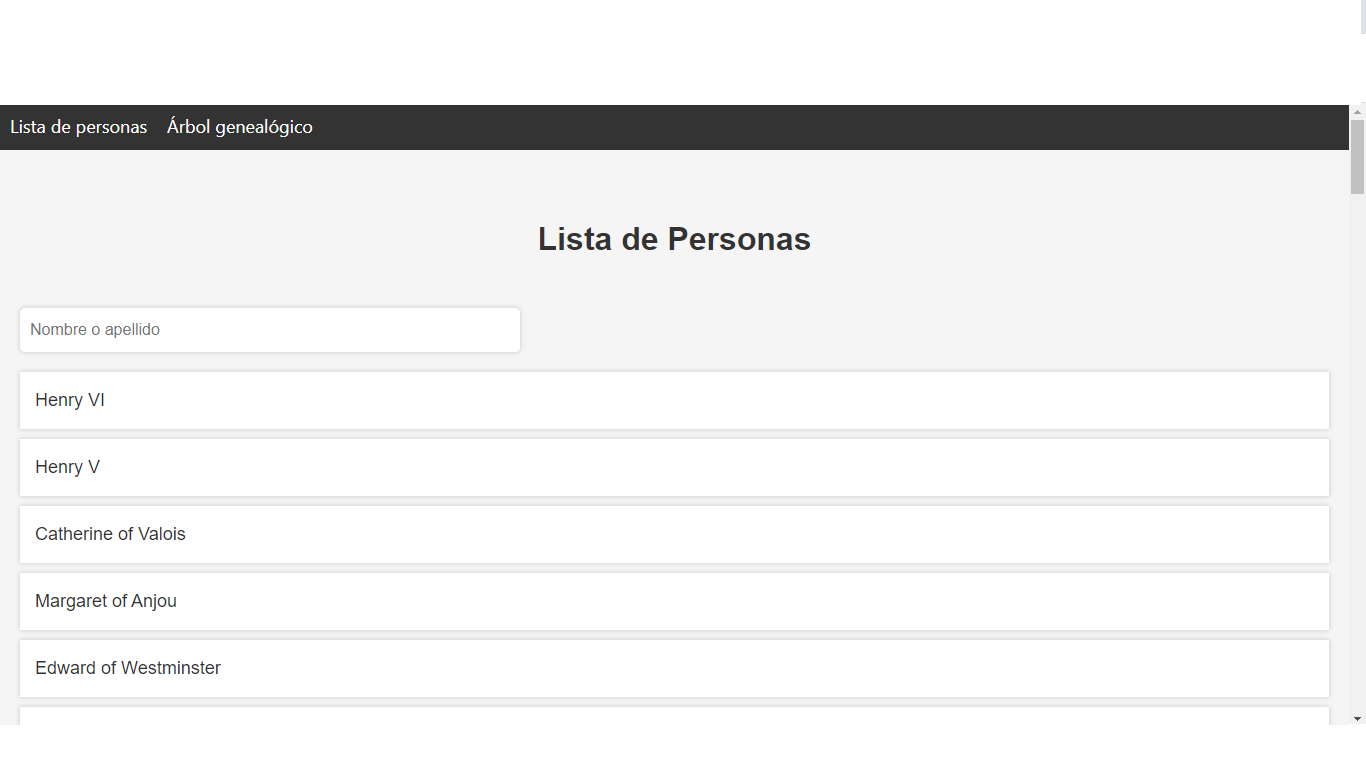 Lista de personas Árbol genealógico
Lista de Personas
Nombre o apellido
Henry VI
Henry V
Catherine of Valois
Margaret of Anjou
Edward of Westminster